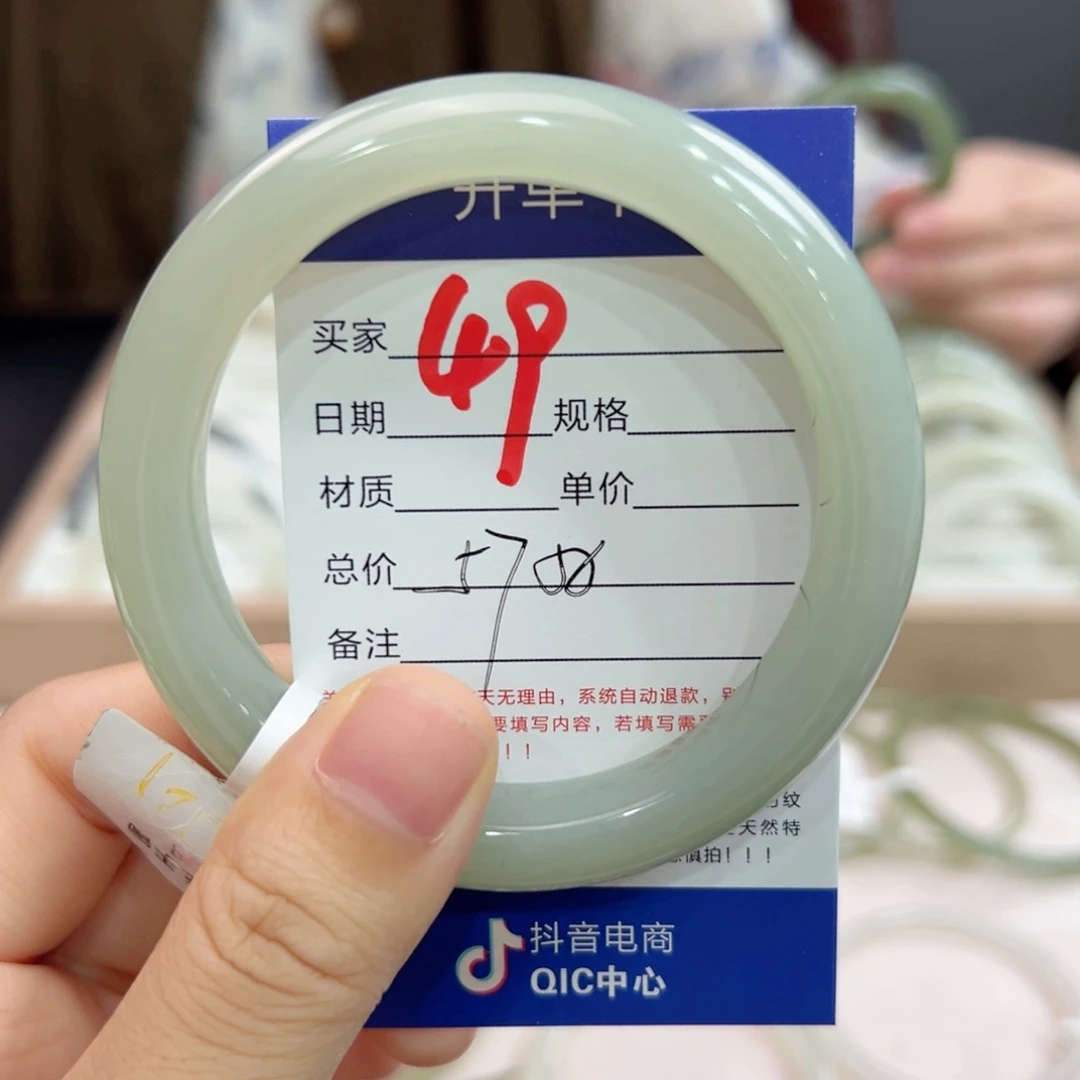 开单卡
49
买家
日期 规格
材质 单价
总价 5700
备注
天无理由，系统自动退款，
要填写内容，若填写需
！！
纹
天然特
慎拍！！！
抖音电商
QIC中心